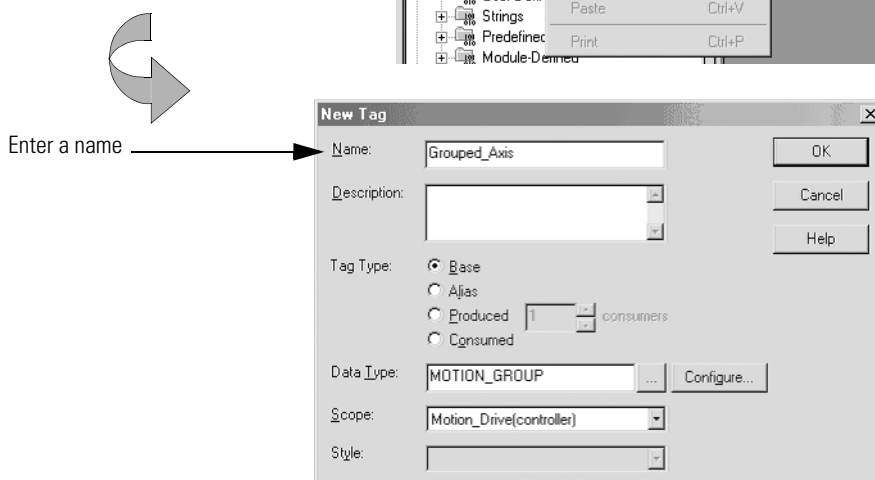 Strings
Paste Ctrl+V
Predefined
Print Ctrl+P
Module-Defined
New Tag
Enter a name
Name: Grouped_Axis
OK
Description:
Cancel
Help
Tag Type: Base
Alias
Produced 1 consumers
Consumed
Data Type: MOTION_GROUP ... Configure...
Scope: Motion_Drive(controller)
Style: